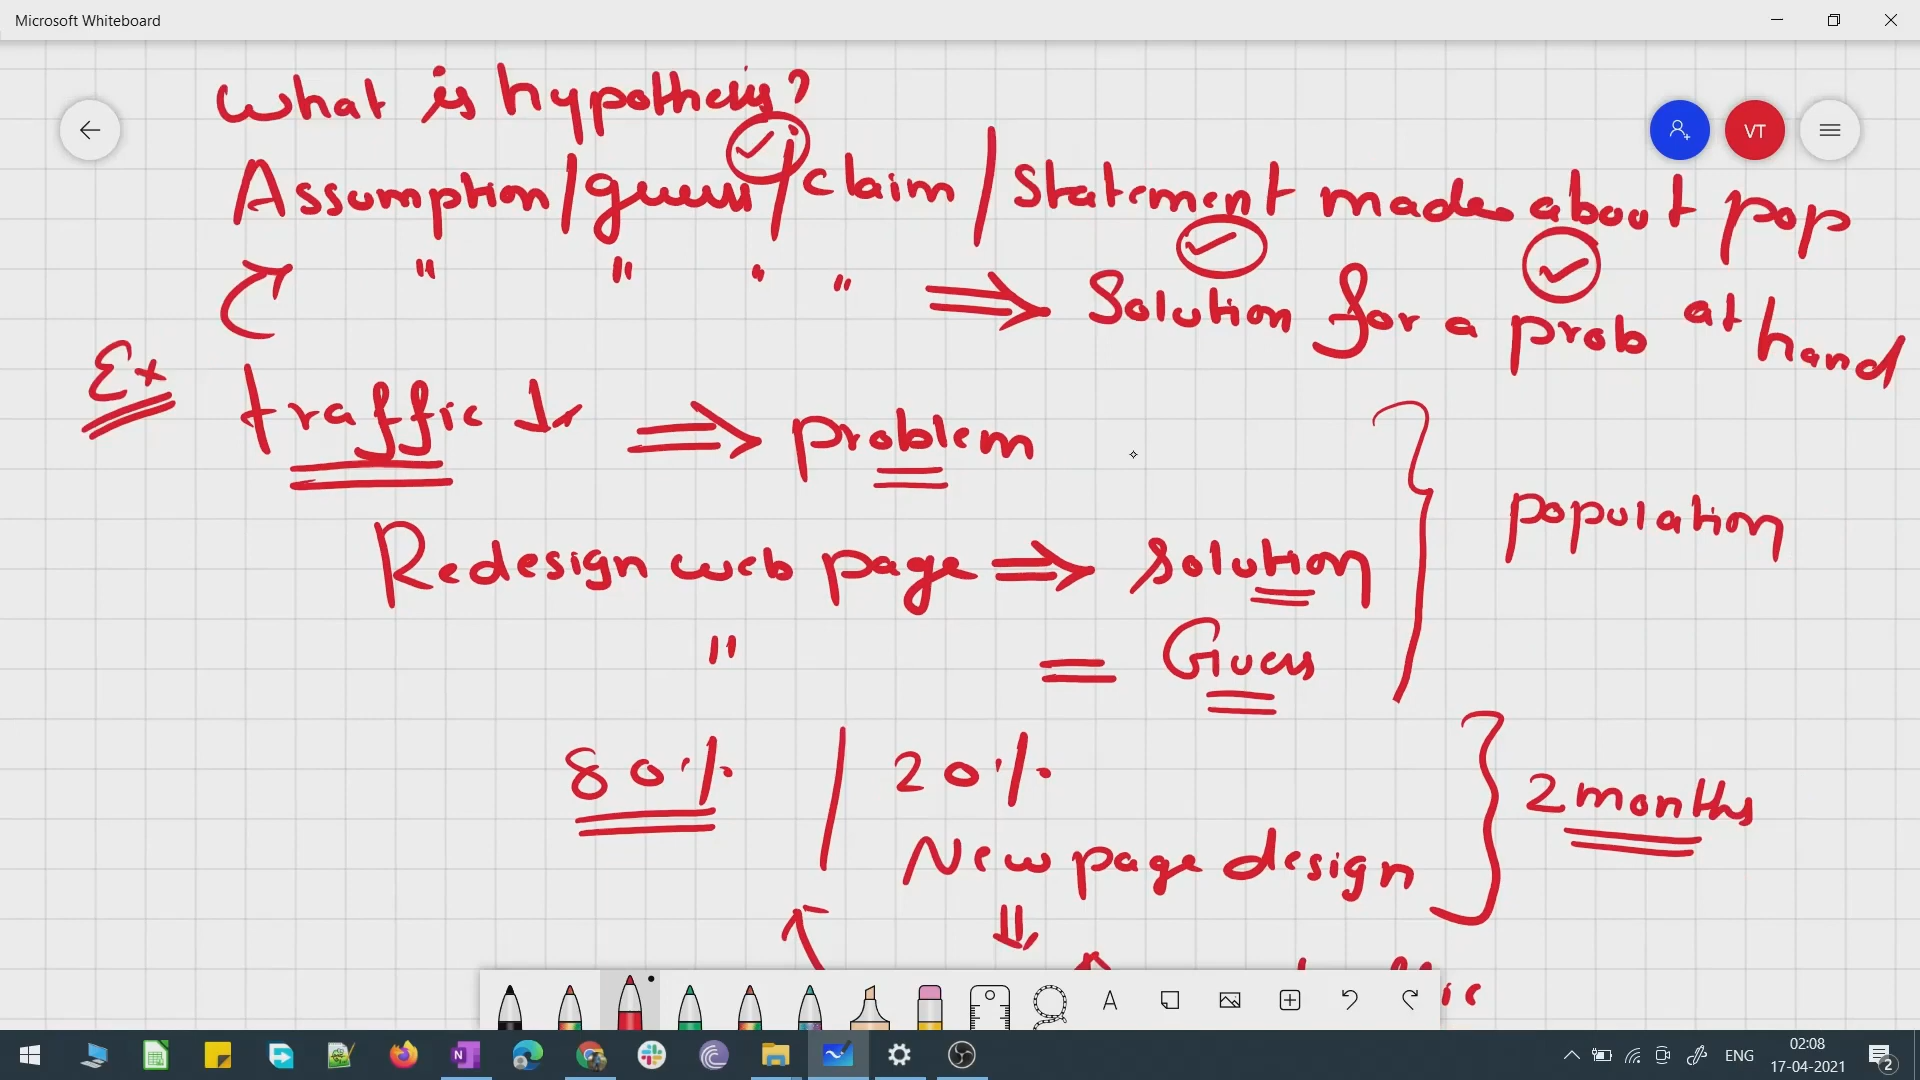 Microsoft Whiteboard
What is hypothesis?
Assumption / guess / claim / Statement made about pop
VT
" " " " ⇒ Solution for a prob at hand
Ex
traffic ↓ ⇒ problem
population
Redesign web page ⇒ solution
" = Guess
80% | 20%
2 months
New page design
ic
ENG
02:08
17-04-2021
2